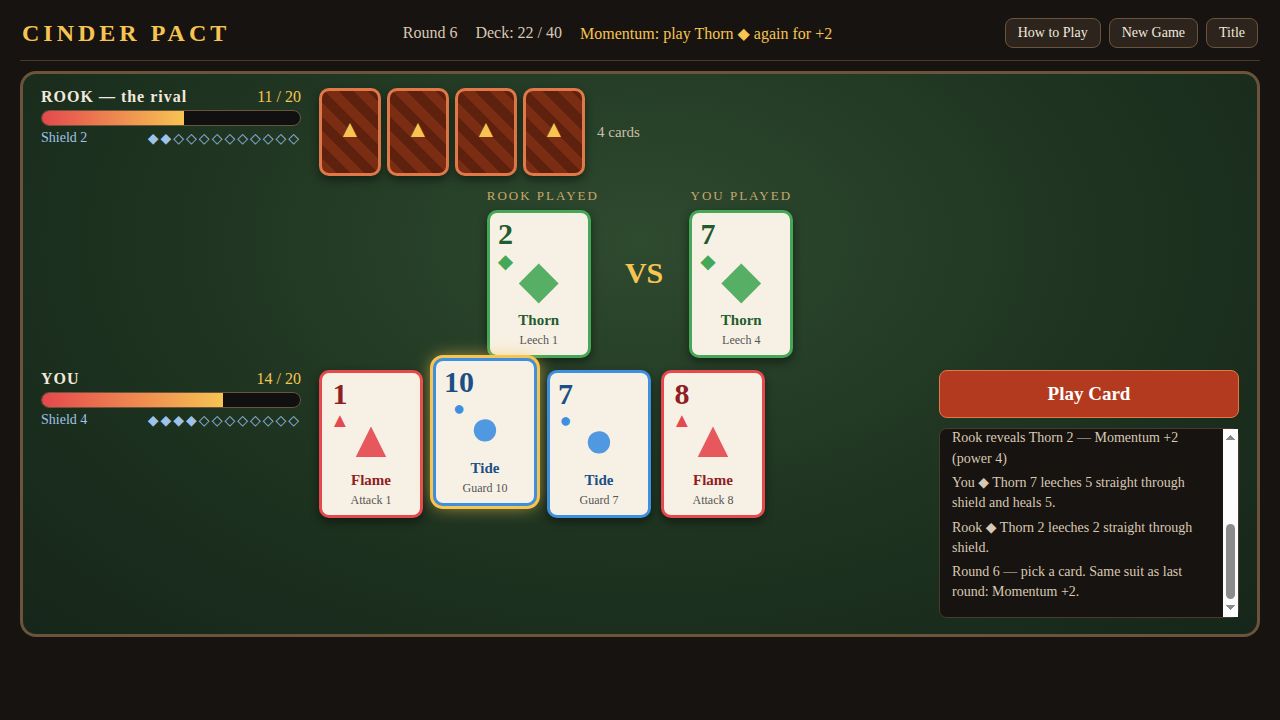 CINDER PACT
Round 6 Deck: 22 / 40 Momentum: play Thorn ◆ again for +2
How to Play New Game Title
ROOK — the rival 11 / 20
Shield 2 ◆◆◇◇◇◇◇◇◇◇◇◇
▲ ▲ ▲ ▲
4 cards
ROOK PLAYED
2
◆
Thorn
Leech 1
VS
YOU PLAYED
7
◆
Thorn
Leech 4
YOU 14 / 20
Shield 4 ◆◆◆◆◇◇◇◇◇◇◇◇
1
▲
Flame
Attack 1
10
●
Tide
Guard 10
7
●
Tide
Guard 7
8
▲
Flame
Attack 8
Play Card
Rook reveals Thorn 2 — Momentum +2
(power 4)
You ◆ Thorn 7 leeches 5 straight through
shield and heals 5.
Rook ◆ Thorn 2 leeches 2 straight through
shield.
Round 6 — pick a card. Same suit as last
round: Momentum +2.